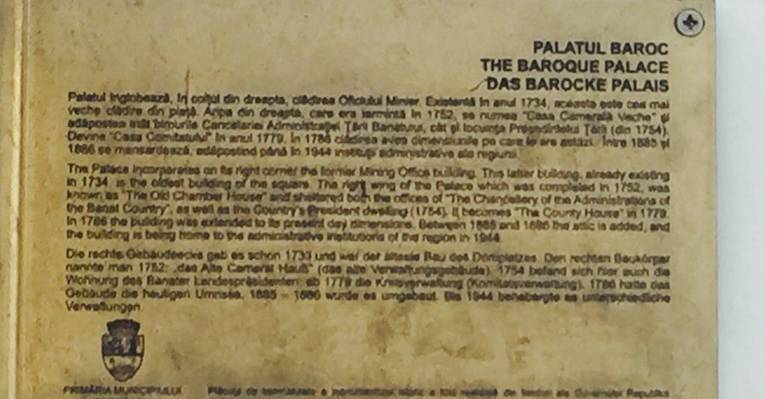 PALATUL BAROC
THE BAROQUE PALACE
DAS BAROCKE PALAIS
Palatul înglobează, în colțul din dreapta, clădirea Oficiului Minier. Existentă în anul 1734, aceasta este cea mai
veche clădire din piață. Aripa din dreapta, care era terminată în 1752, se numea "Casa Camerală Veche" și
adăpostea atât birourile Cancelariei Administrației Țării Banatului, cât și locuința Președintelui Țării (din 1754).
Devine "Casa Comitatului" în anul 1779. În 1786 clădirea avea dimensiunile pe care le are astăzi. Între 1885 și
1886 se mansardează, adăpostind până în 1944 instituții administrative ale regiunii.
The Palace incorporates on its right corner the former Mining Office building. This latter building, already existing
in 1734, is the oldest building of the square. The right wing of the Palace which was completed in 1752, was
known as "The Old Chamber House" and sheltered both the offices of "The Chancellery of the Administrations of
the Banat Country", as well as the Country's President dwelling (1754). It becomes "The County House" in 1779.
In 1786 the building was extended to its present day dimensions. Between 1885 and 1886 the attic is added, and
the building is being home to the administrative institutions of the region in 1944.
Die rechte Gebäudeecke gab es schon 1733 und war der älteste Bau des Domplatzes. Den rechten Baukörper
nannte man 1752: „das Alte Cameral Hauß" (das alte Verwaltungsgebäude). 1754 befand sich hier auch die
Wohnung des Banater Landespräsidenten; ab 1779 die Kreisverwaltung (Komitatsverwaltung). 1786 hatte das
Gebäude die heutigen Umrisse. 1885 – 1886 wurde es umgebaut. Bis 1944 beherbergte es unterschiedliche
Verwaltungen.
PRIMĂRIA MUNICIPIULUI